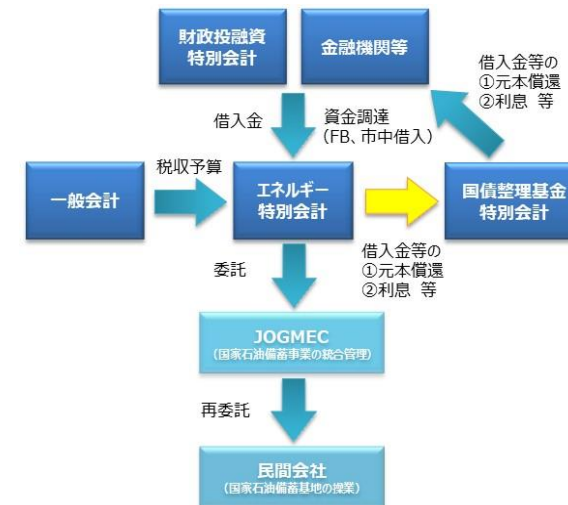 財政投融資
特別会計
金融機関等
借入金等の
①元本償還
②利息 等
借入金
資金調達
（FB、市中借入）
税収予算
一般会計
エネルギー
特別会計
国債整理基金
特別会計
委託
借入金等の
①元本償還
②利息 等
JOGMEC
（国家石油備蓄事業の統合管理）
再委託
民間会社
（国家石油備蓄基地の操業）